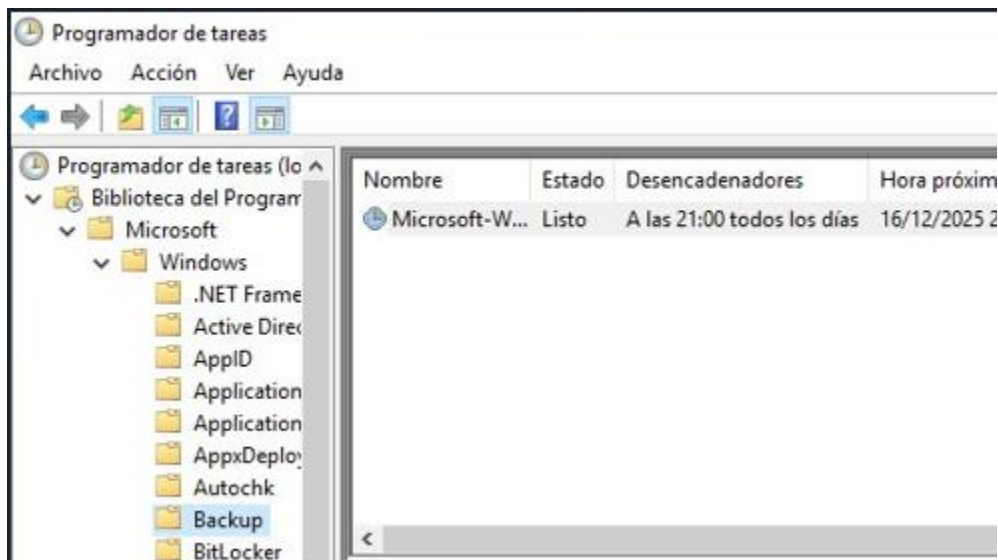 Programador de tareas
Archivo Acción Ver Ayuda
Programador de tareas (lo
Biblioteca del Program
Microsoft
Windows
.NET Frame
Active Direc
AppID
Application
Application
AppxDeploy
Autochk
Backup
BitLocker
Nombre Estado Desencadenadores Hora próxim
Microsoft-W... Listo A las 21:00 todos los días 16/12/2025 2